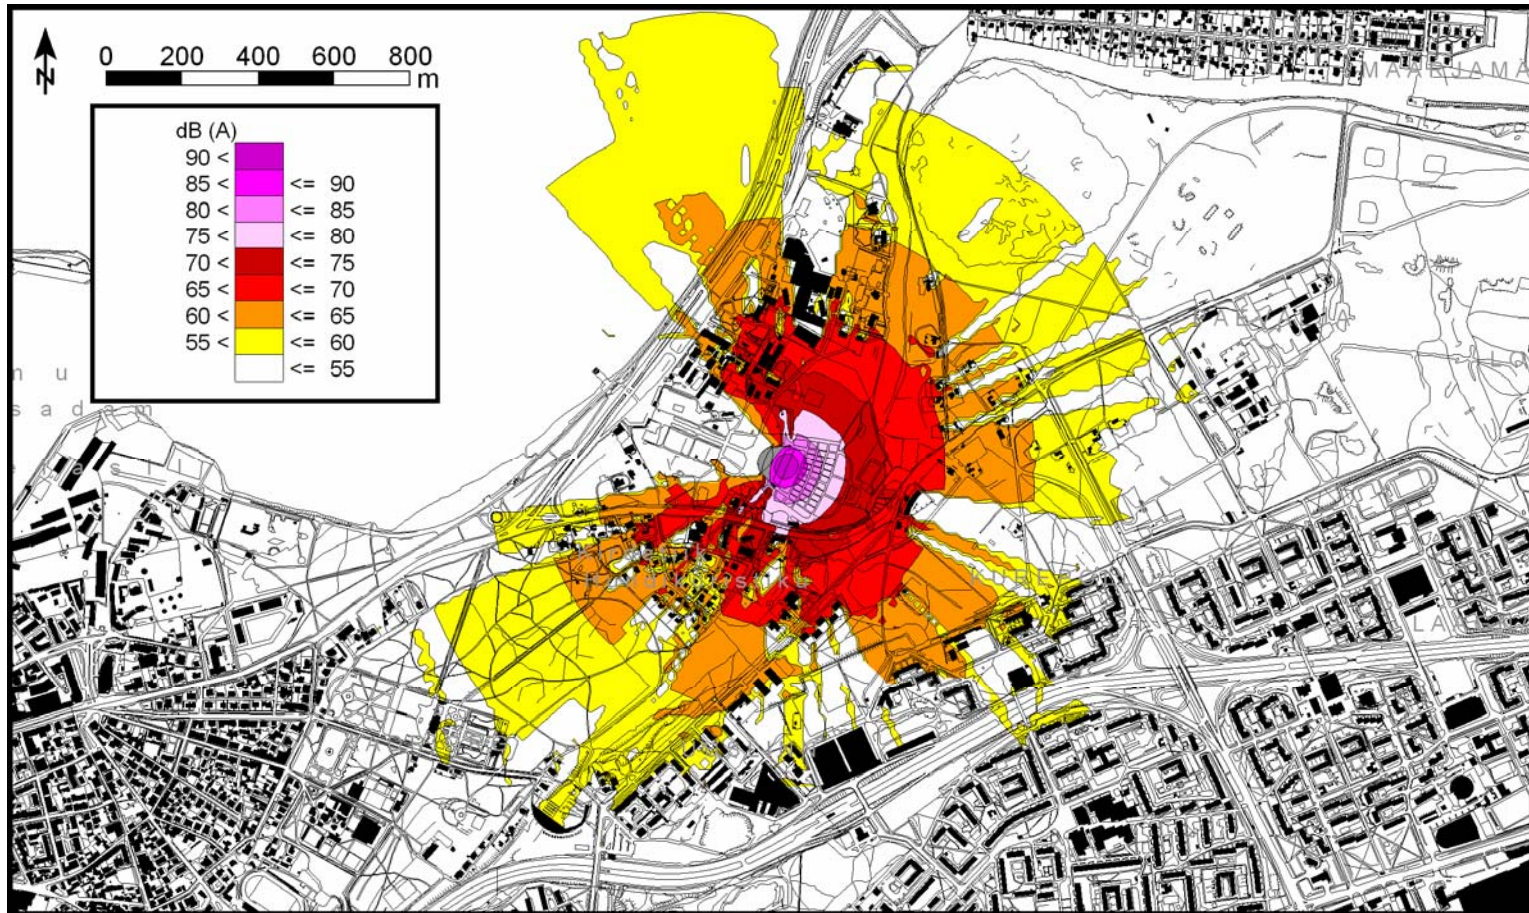 N
0 200 400 600 800
m
dB (A)
90 <
85 < <= 90
80 < <= 85
75 < <= 80
70 < <= 75
65 < <= 70
60 < <= 65
55 < <= 60
<= 55
MAARJAMÄ
m u
s a d a m